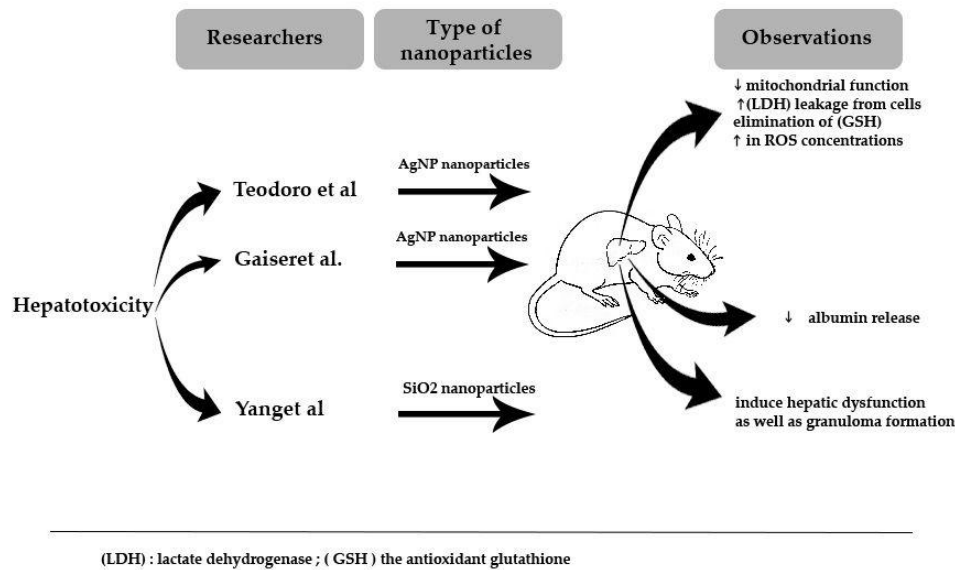 Researchers
Type of
nanoparticles
Observations
↓ mitochondrial function
↑(LDH) leakage from cells
elimination of (GSH)
↑ in ROS concentrations
AgNP nanoparticles
Teodoro et al
AgNP nanoparticles
Gaiseret al.
Hepatotoxicity
↓ albumin release
SiO2 nanoparticles
Yanget al
induce hepatic dysfunction
as well as granuloma formation
(LDH) : lactate dehydrogenase ; ( GSH ) the antioxidant glutathione